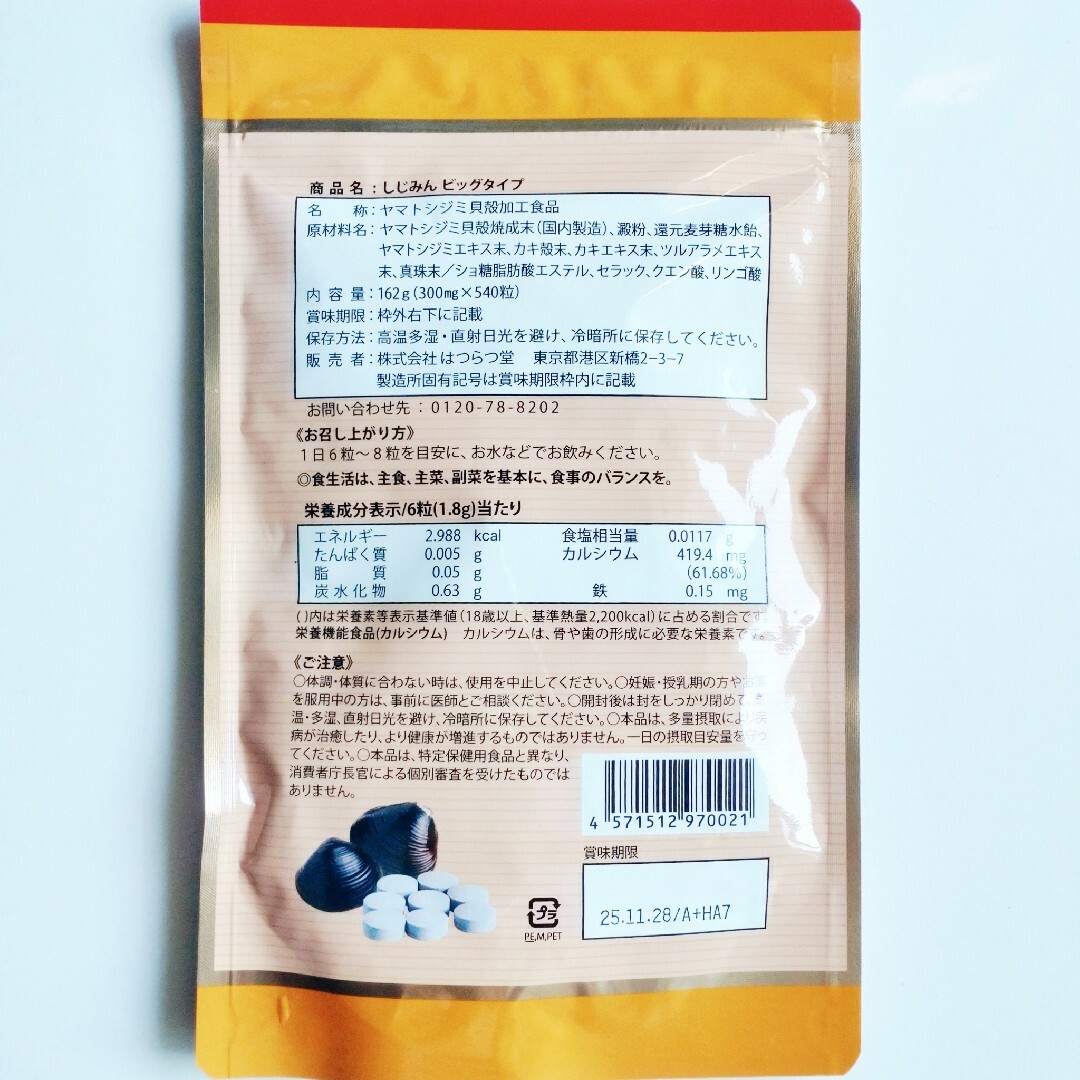 商品名：しじみん ビッグタイプ
名　　称：ヤマトシジミ貝殻加工食品
原材料名：ヤマトシジミ貝殻焼成末（国内製造）、澱粉、還元麦芽糖水飴、
ヤマトシジミエキス末、カキ殻末、カキエキス末、ツルアラメエキス
末、真珠末／ショ糖脂肪酸エステル、セラック、クエン酸、リンゴ酸
内容量：162g（300mg×540粒）
賞味期限：枠外右下に記載
保存方法：高温多湿・直射日光を避け、冷暗所に保存してください。
販売者：株式会社 はつらつ堂　東京都港区新橋2−3−7
製造所固有記号は賞味期限枠内に記載
お問い合わせ先：0120-78-8202
《お召し上がり方》
1日6粒〜8粒を目安に、お水などでお飲みください。
◎食生活は、主食、主菜、副菜を基本に、食事のバランスを。
栄養成分表示/6粒(1.8g)当たり
エネルギー 2.988 kcal 食塩相当量 0.0117 g
たんぱく質 0.005 g カルシウム 419.4 mg
脂　　質 0.05 g (61.68%)
炭水化物 0.63 g 鉄 0.15 mg
( )内は栄養素等表示基準値（18歳以上、基準熱量2,200kcal）に占める割合です。
栄養機能食品(カルシウム)　カルシウムは、骨や歯の形成に必要な栄養素です。
《ご注意》
○体調・体質に合わない時は、使用を中止してください。○妊娠・授乳期の方やお薬
を服用中の方は、事前に医師とご相談ください。○開封後は封をしっかり閉めて、高
温・多湿、直射日光を避け、冷暗所に保存してください。○本品は、多量摂取により疾
病が治癒したり、より健康が増進するものではありません。一日の摂取目安量を守っ
てください。○本品は、特定保健用食品と異なり、
消費者庁長官による個別審査を受けたものでは
ありません。
4 571512 970021
賞味期限
25.11.28/A+HA7
プラ
PE,M,PET